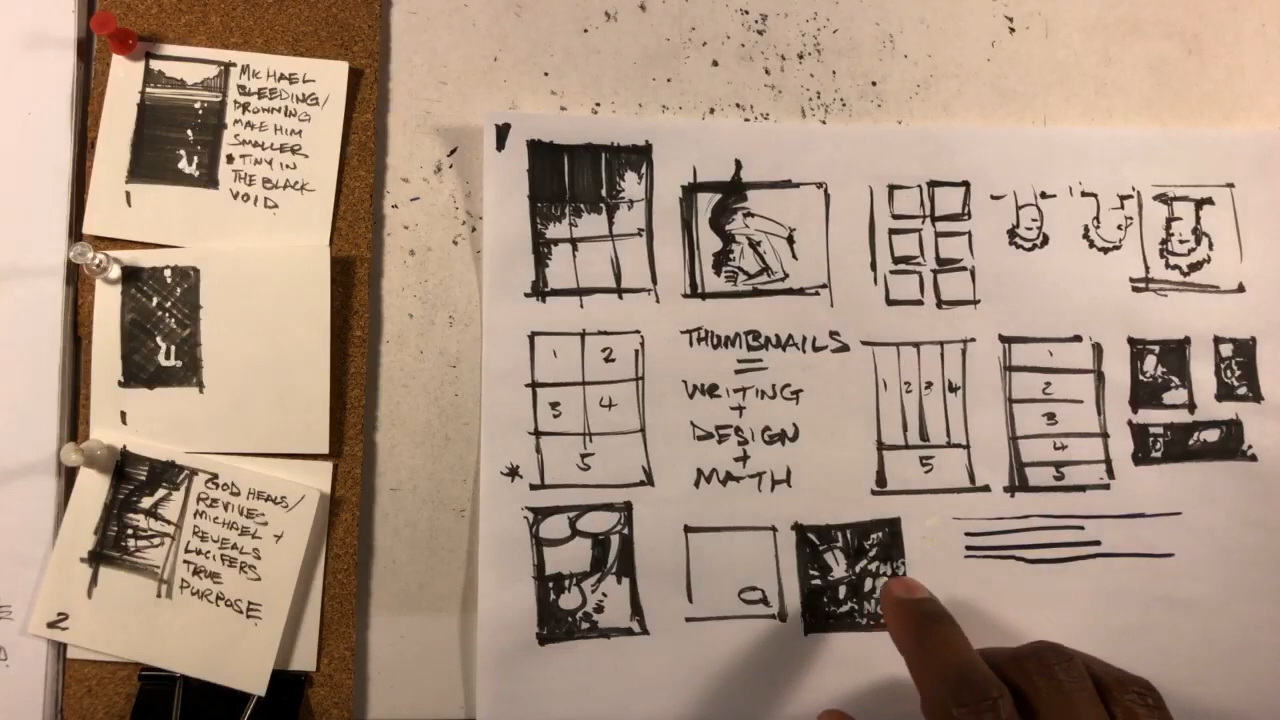 MICHAEL
BLEEDING/
DROWNING
MAKE HIM
SMALLER
TINY IN
THE BLACK
VOID.
1
1
GOD HEALS/
REVIVES
MICHAEL +
REVEALS
LUCIFERS
TRUE
PURPOSE
2
1 2
3 4
5
*
THUMBNAILS
=
WRITING
+
DESIGN
+
MATH
1 2 3 4
5
1
2
3
4
5
THIS